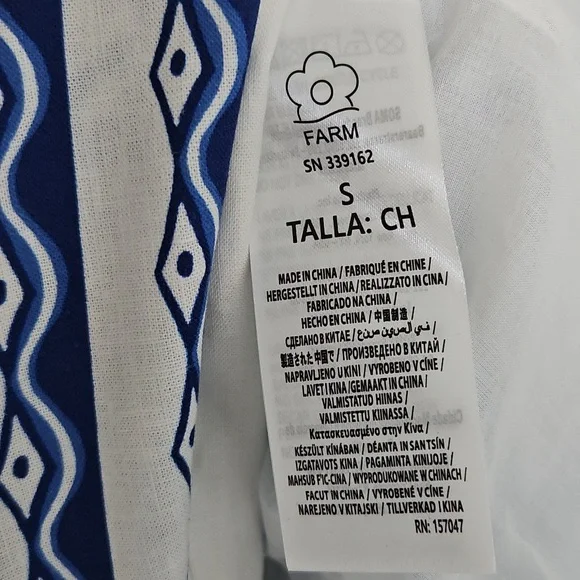 FARM
SN 339162
S
TALLA: CH
MADE IN CHINA / FABRIQUÉ EN CHINE /
HERGESTELLT IN CHINA / REALIZZATO IN CINA /
FABRICADO NA CHINA /
HECHO EN CHINA / 中国制造 /
СДЕЛАНО В КИТАЕ / صنع في الصين /
製造された 中国で / ПРОИЗВЕДЕНО В КИТАЙ /
NAPRAVLJENO U KINI / VYROBENO V CÍNE /
LAVET I KINA /GEMAAKT IN CHINA /
VALMISTATUD HIINAS /
VALMISTETTU KIINASSA /
Κατασκευασμένο στην Κίνα /
KÉSZÜLT KÍNÁBAN / DÉANTA IN SAN TSÍN /
IZGATAVOTS KINA / PAGAMINTA KINIJOJE /
MAHSUB F'IC-CINA / WYPRODUKOWANE W CHINACH /
FACUT IN CHINA / VYROBENÉ V CÍNE /
NAREJENO V KITAJSKI / TILLVERKAD I KINA
RN: 157047